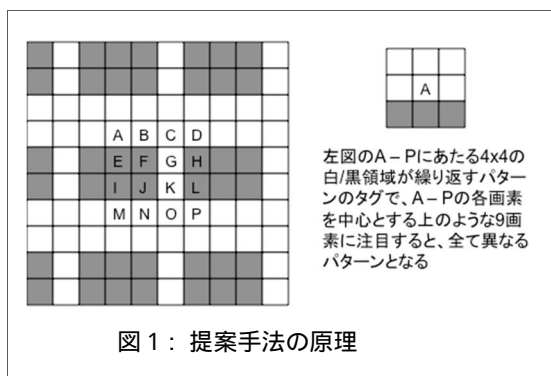 A B C D
E F G H
I J K L
M N O P
A
左図のA – Pにあたる4x4の
白/黒領域が繰り返すパター
ンのタグで、A – Pの各画素
を中心とする上のような9画
素に注目すると、全て異なる
パターンとなる
図1：提案手法の原理